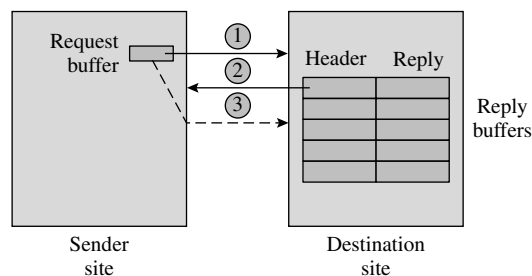 Request
buffer
1
2
3
Header Reply
Reply
buffers
Sender
site
Destination
site